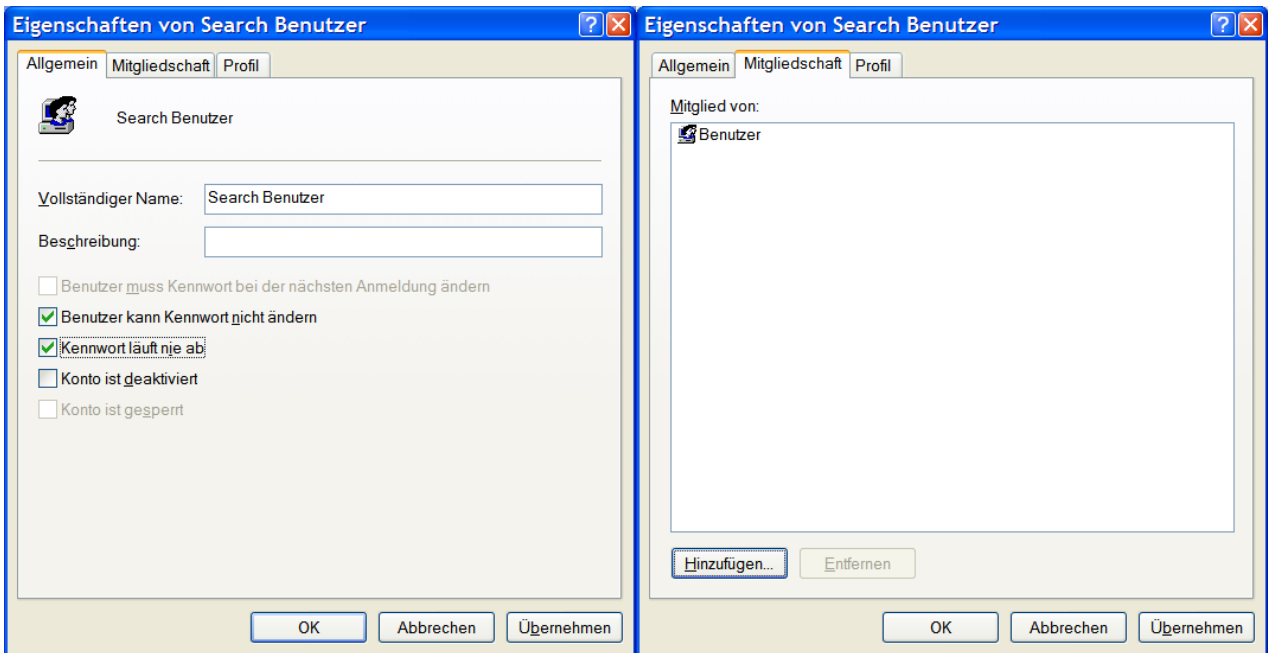 Eigenschaften von Search Benutzer
Allgemein Mitgliedschaft Profil
Search Benutzer
Vollständiger Name: Search Benutzer
Beschreibung:
Benutzer muss Kennwort bei der nächsten Anmeldung ändern
Benutzer kann Kennwort nicht ändern
Kennwort läuft nie ab
Konto ist deaktiviert
Konto ist gesperrt
OK Abbrechen Übernehmen
Eigenschaften von Search Benutzer
Allgemein Mitgliedschaft Profil
Mitglied von:
Benutzer
Hinzufügen... Entfernen
OK Abbrechen Übernehmen